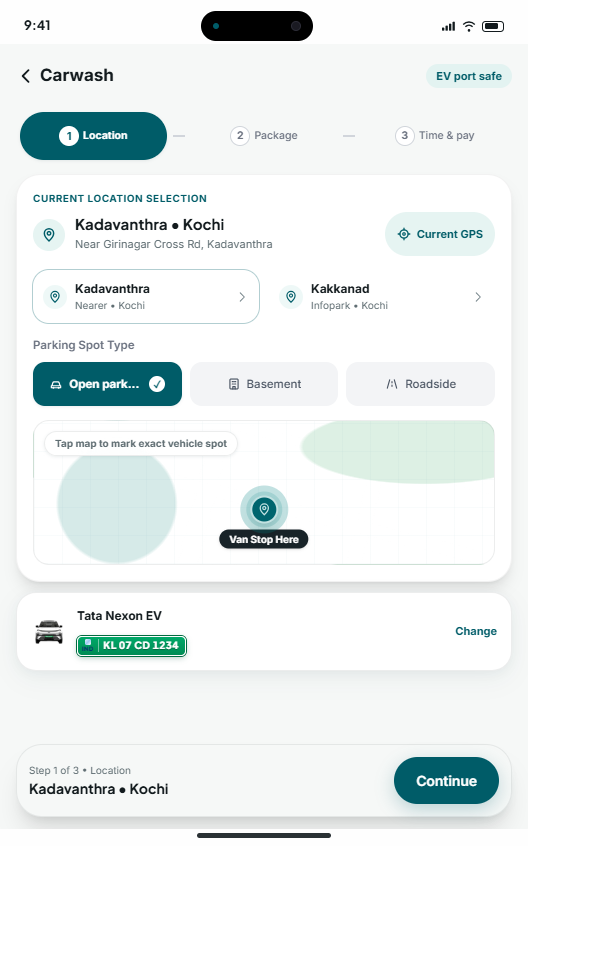 9:41
Carwash
EV port safe
1 Location
2 Package
3 Time & pay
CURRENT LOCATION SELECTION
Kadavanthra • Kochi
Near Girinagar Cross Rd, Kadavanthra
Current GPS
Kadavanthra
Nearer • Kochi
Kakkanad
Infopark • Kochi
Parking Spot Type
Open park...
Basement
Roadside
Tap map to mark exact vehicle spot
Van Stop Here
Tata Nexon EV
IND KL 07 CD 1234
Change
Step 1 of 3 • Location
Kadavanthra • Kochi
Continue